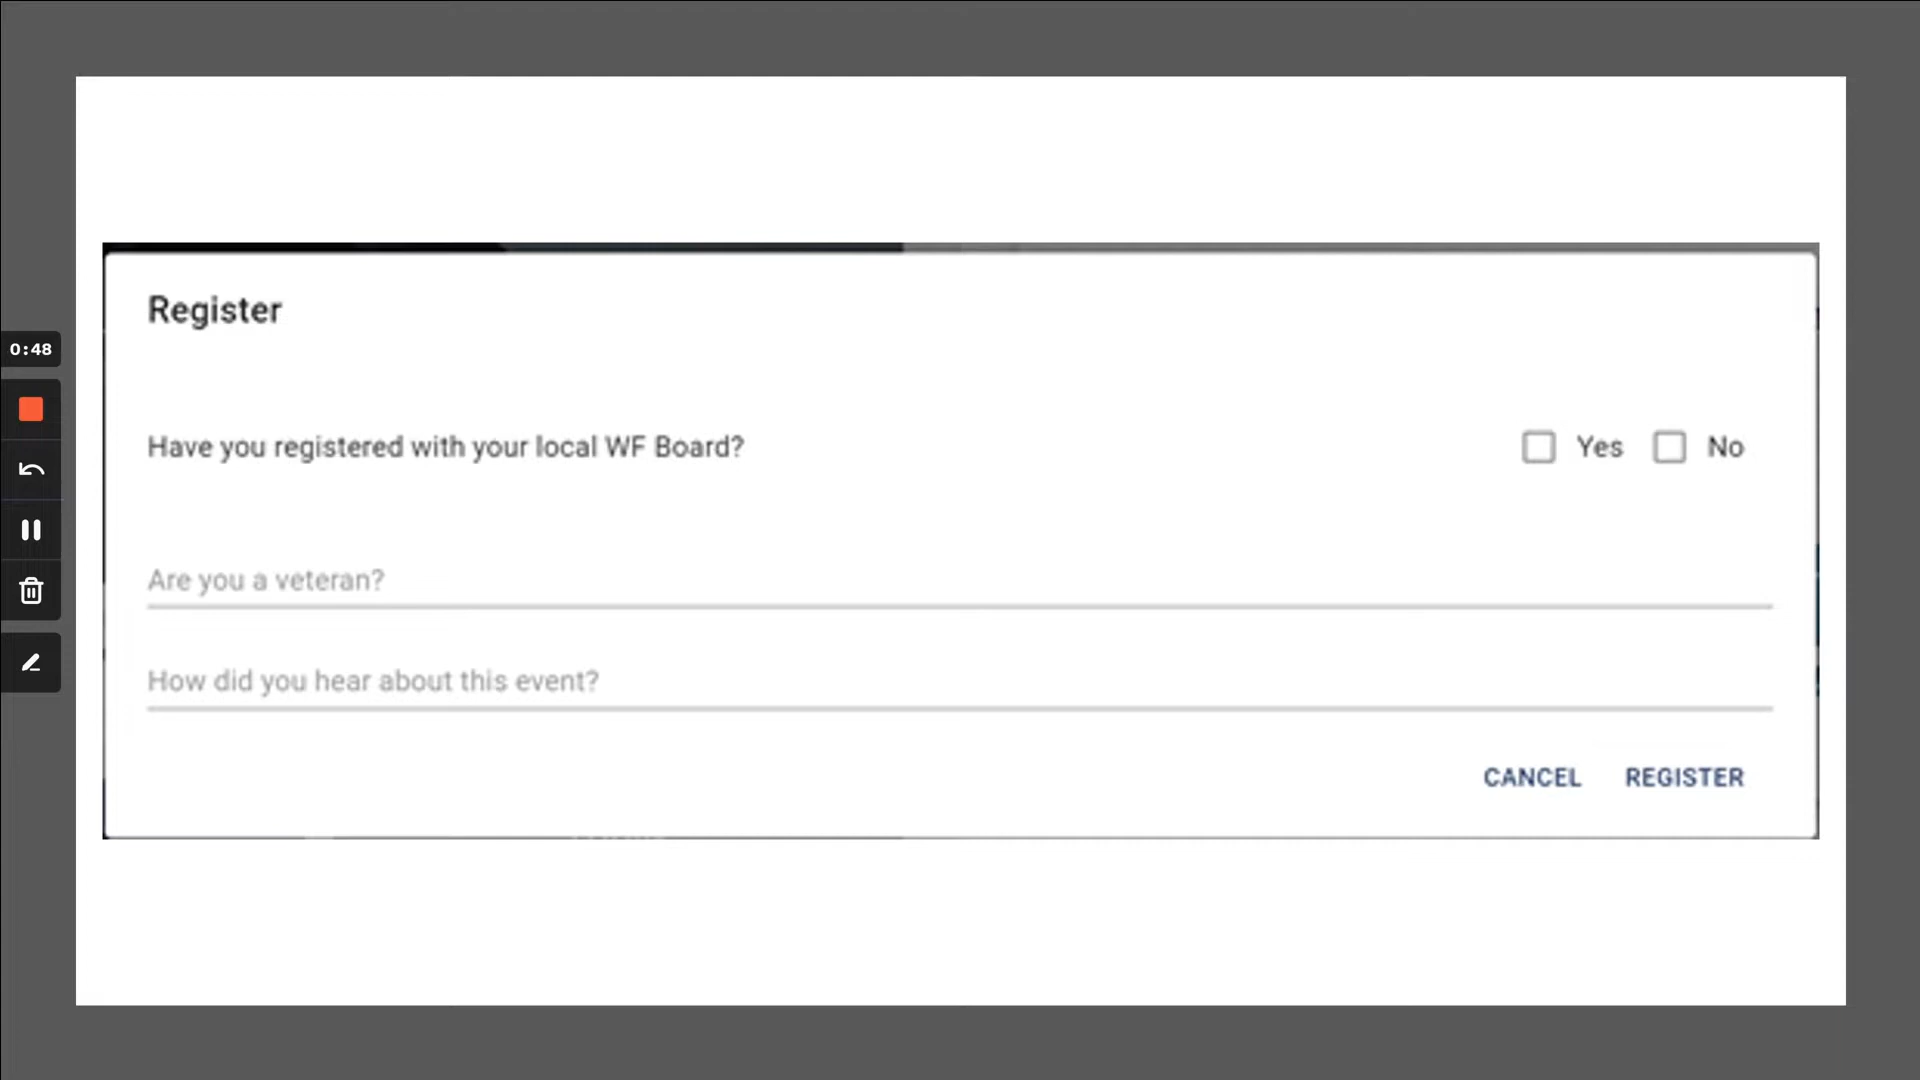 Register
0:48
Have you registered with your local WF Board?
Yes
No
Are you a veteran?
How did you hear about this event?
CANCEL
REGISTER